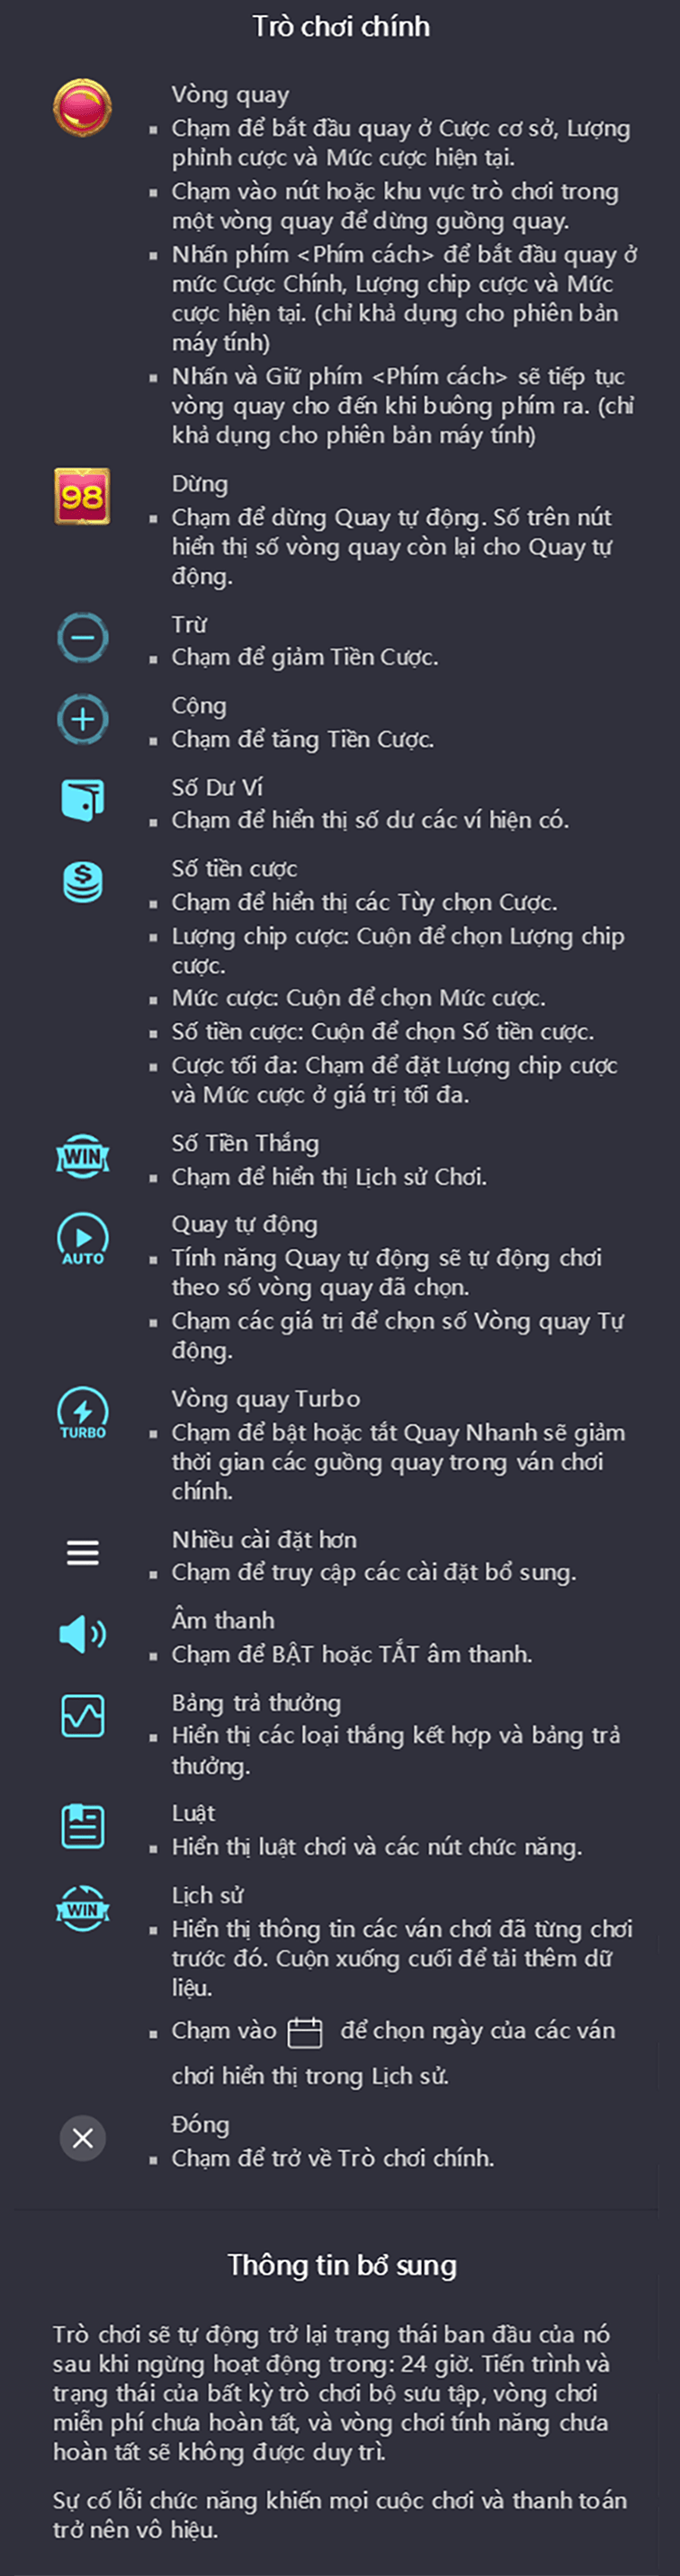 Trò chơi chính
Vòng quay
▪ Chạm để bắt đầu quay ở Cược cơ sở, Lượng
phỉnh cược và Mức cược hiện tại.
▪ Chạm vào nút hoặc khu vực trò chơi trong
một vòng quay để dừng guồng quay.
▪ Nhấn phím <Phím cách> để bắt đầu quay ở
mức Cược Chính, Lượng chip cược và Mức
cược hiện tại. (chỉ khả dụng cho phiên bản
máy tính)
▪ Nhấn và Giữ phím <Phím cách> sẽ tiếp tục
vòng quay cho đến khi buông phím ra. (chỉ
khả dụng cho phiên bản máy tính)
98
Dừng
▪ Chạm để dừng Quay tự động. Số trên nút
hiển thị số vòng quay còn lại cho Quay tự
động.
Trừ
▪ Chạm để giảm Tiền Cược.
Cộng
▪ Chạm để tăng Tiền Cược.
Số Dư Ví
▪ Chạm để hiển thị số dư các ví hiện có.
$
Số tiền cược
▪ Chạm để hiển thị các Tùy chọn Cược.
▪ Lượng chip cược: Cuộn để chọn Lượng chip
cược.
▪ Mức cược: Cuộn để chọn Mức cược.
▪ Số tiền cược: Cuộn để chọn Số tiền cược.
▪ Cược tối đa: Chạm để đặt Lượng chip cược
và Mức cược ở giá trị tối đa.
WIN
Số Tiền Thắng
▪ Chạm để hiển thị Lịch sử Chơi.
AUTO
Quay tự động
▪ Tính năng Quay tự động sẽ tự động chơi
theo số vòng quay đã chọn.
▪ Chạm các giá trị để chọn số Vòng quay Tự
động.
TURBO
Vòng quay Turbo
▪ Chạm để bật hoặc tắt Quay Nhanh sẽ giảm
thời gian các guồng quay trong ván chơi
chính.
Nhiều cài đặt hơn
▪ Chạm để truy cập các cài đặt bổ sung.
Âm thanh
▪ Chạm để BẬT hoặc TẮT âm thanh.
Bảng trả thưởng
▪ Hiển thị các loại thắng kết hợp và bảng trả
thưởng.
Luật
▪ Hiển thị luật chơi và các nút chức năng.
WIN
Lịch sử
▪ Hiển thị thông tin các ván chơi đã từng chơi
trước đó. Cuộn xuống cuối để tải thêm dữ
liệu.
▪ Chạm vào để chọn ngày của các ván
chơi hiển thị trong Lịch sử.
Đóng
▪ Chạm để trở về Trò chơi chính.
Thông tin bổ sung
Trò chơi sẽ tự động trở lại trạng thái ban đầu của nó
sau khi ngừng hoạt động trong: 24 giờ. Tiến trình và
trạng thái của bất kỳ trò chơi bộ sưu tập, vòng chơi
miễn phí chưa hoàn tất, và vòng chơi tính năng chưa
hoàn tất sẽ không được duy trì.
Sự cố lỗi chức năng khiến mọi cuộc chơi và thanh toán
trở nên vô hiệu.